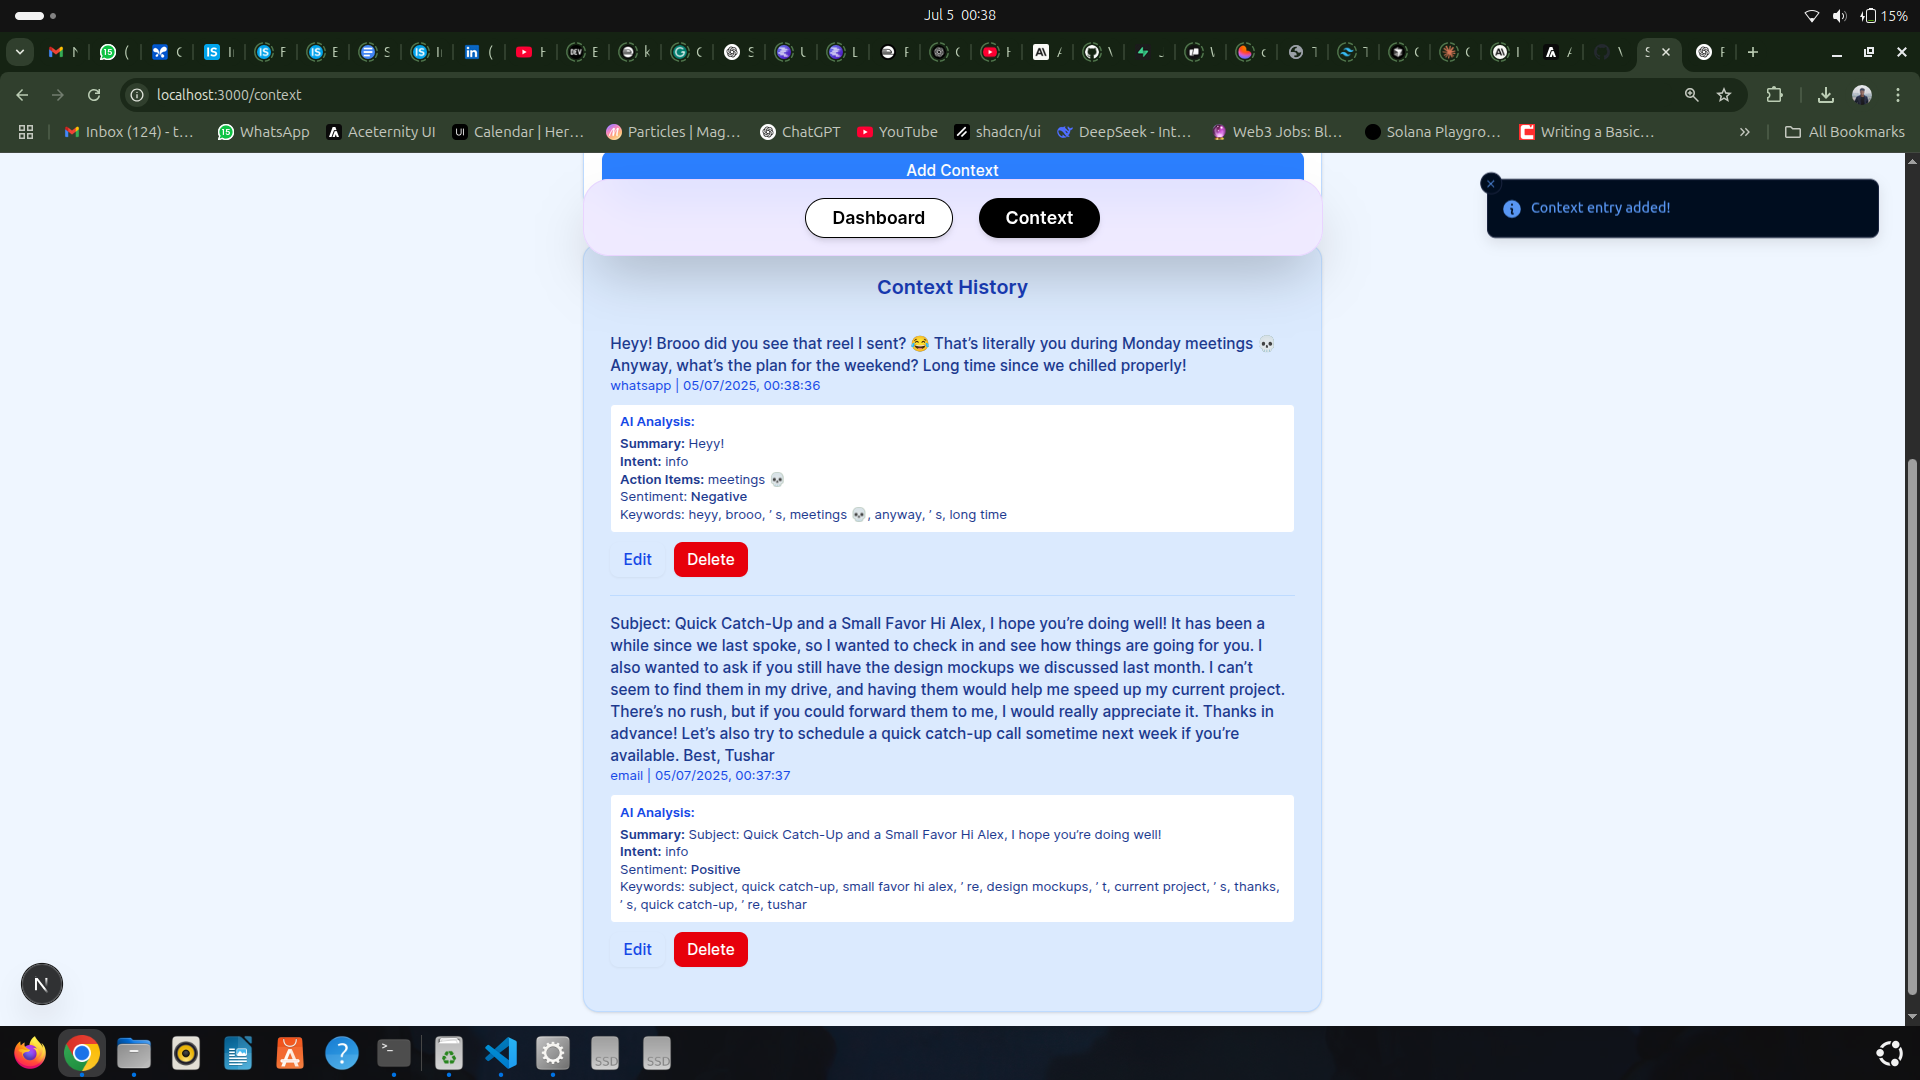 Jul 5 00:38
15%
N
15
(
C
I
F
E
S
I
(
H
E
k
C
S
U
L
F
C
H
A
V
V
c
T
T
C
C
I
A
V
S
F
localhost:3000/context
Inbox (124) - t...
WhatsApp
Aceternity UI
Calendar | Her...
Particles | Mag...
ChatGPT
YouTube
shadcn/ui
DeepSeek - Int...
Web3 Jobs: Bl...
Solana Playgro...
Writing a Basic...
All Bookmarks
Add Context
Dashboard
Context
Context entry added!
Context History
Heyy! Brooo did you see that reel I sent? 😂 That’s literally you during Monday meetings 💀
Anyway, what’s the plan for the weekend? Long time since we chilled properly!
whatsapp | 05/07/2025, 00:38:36
AI Analysis:
Summary: Heyy!
Intent: info
Action Items: meetings 💀
Sentiment: Negative
Keywords: heyy, brooo, ’ s, meetings 💀, anyway, ’ s, long time
Edit
Delete
Subject: Quick Catch-Up and a Small Favor Hi Alex, I hope you’re doing well! It has been a
while since we last spoke, so I wanted to check in and see how things are going for you. I
also wanted to ask if you still have the design mockups we discussed last month. I can’t
seem to find them in my drive, and having them would help me speed up my current project.
There’s no rush, but if you could forward them to me, I would really appreciate it. Thanks in
advance! Let’s also try to schedule a quick catch-up call sometime next week if you’re
available. Best, Tushar
email | 05/07/2025, 00:37:37
AI Analysis:
Summary: Subject: Quick Catch-Up and a Small Favor Hi Alex, I hope you’re doing well!
Intent: info
Sentiment: Positive
Keywords: subject, quick catch-up, small favor hi alex, ’ re, design mockups, ’ t, current project, ’ s, thanks,
’ s, quick catch-up, ’ re, tushar
Edit
Delete
N
SSD
SSD